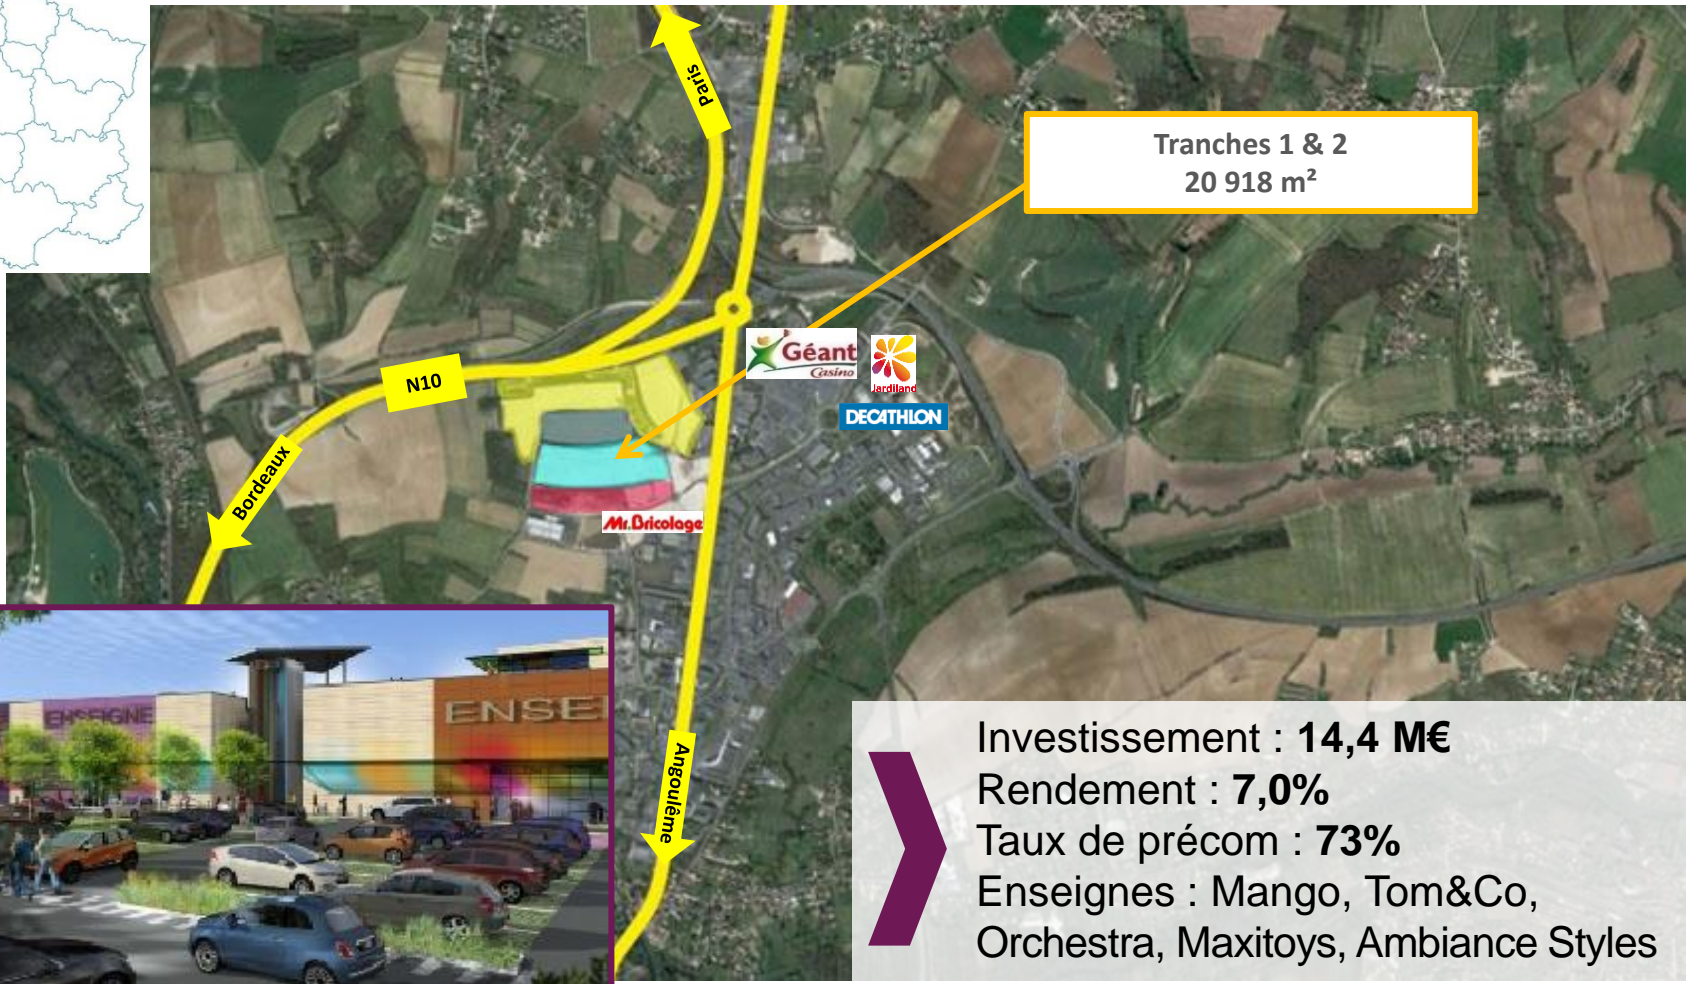 Paris
Tranches 1 & 2
20 918 m²
Géant
Casino
Jardiland
DECATHLON
N10
Bordeaux
Mr.Bricolage
Angoulême
ENSEIGNE
ENSEI
Investissement : 14,4 M€
Rendement : 7,0%
Taux de précom : 73%
Enseignes : Mango, Tom&Co,
Orchestra, Maxitoys, Ambiance Styles